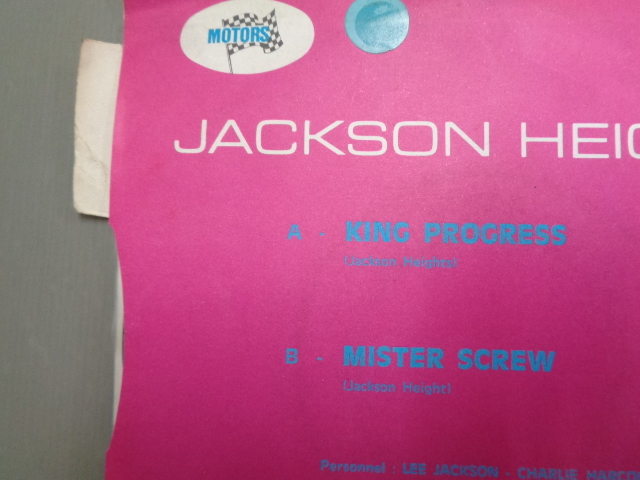 MOTORS
JACKSON HEIG
A - KING PROGRESS
(Jackson Heights)
B - MISTER SCREW
(Jackson Height)
Personnel : LEE JACKSON - CHARLIE HARCO